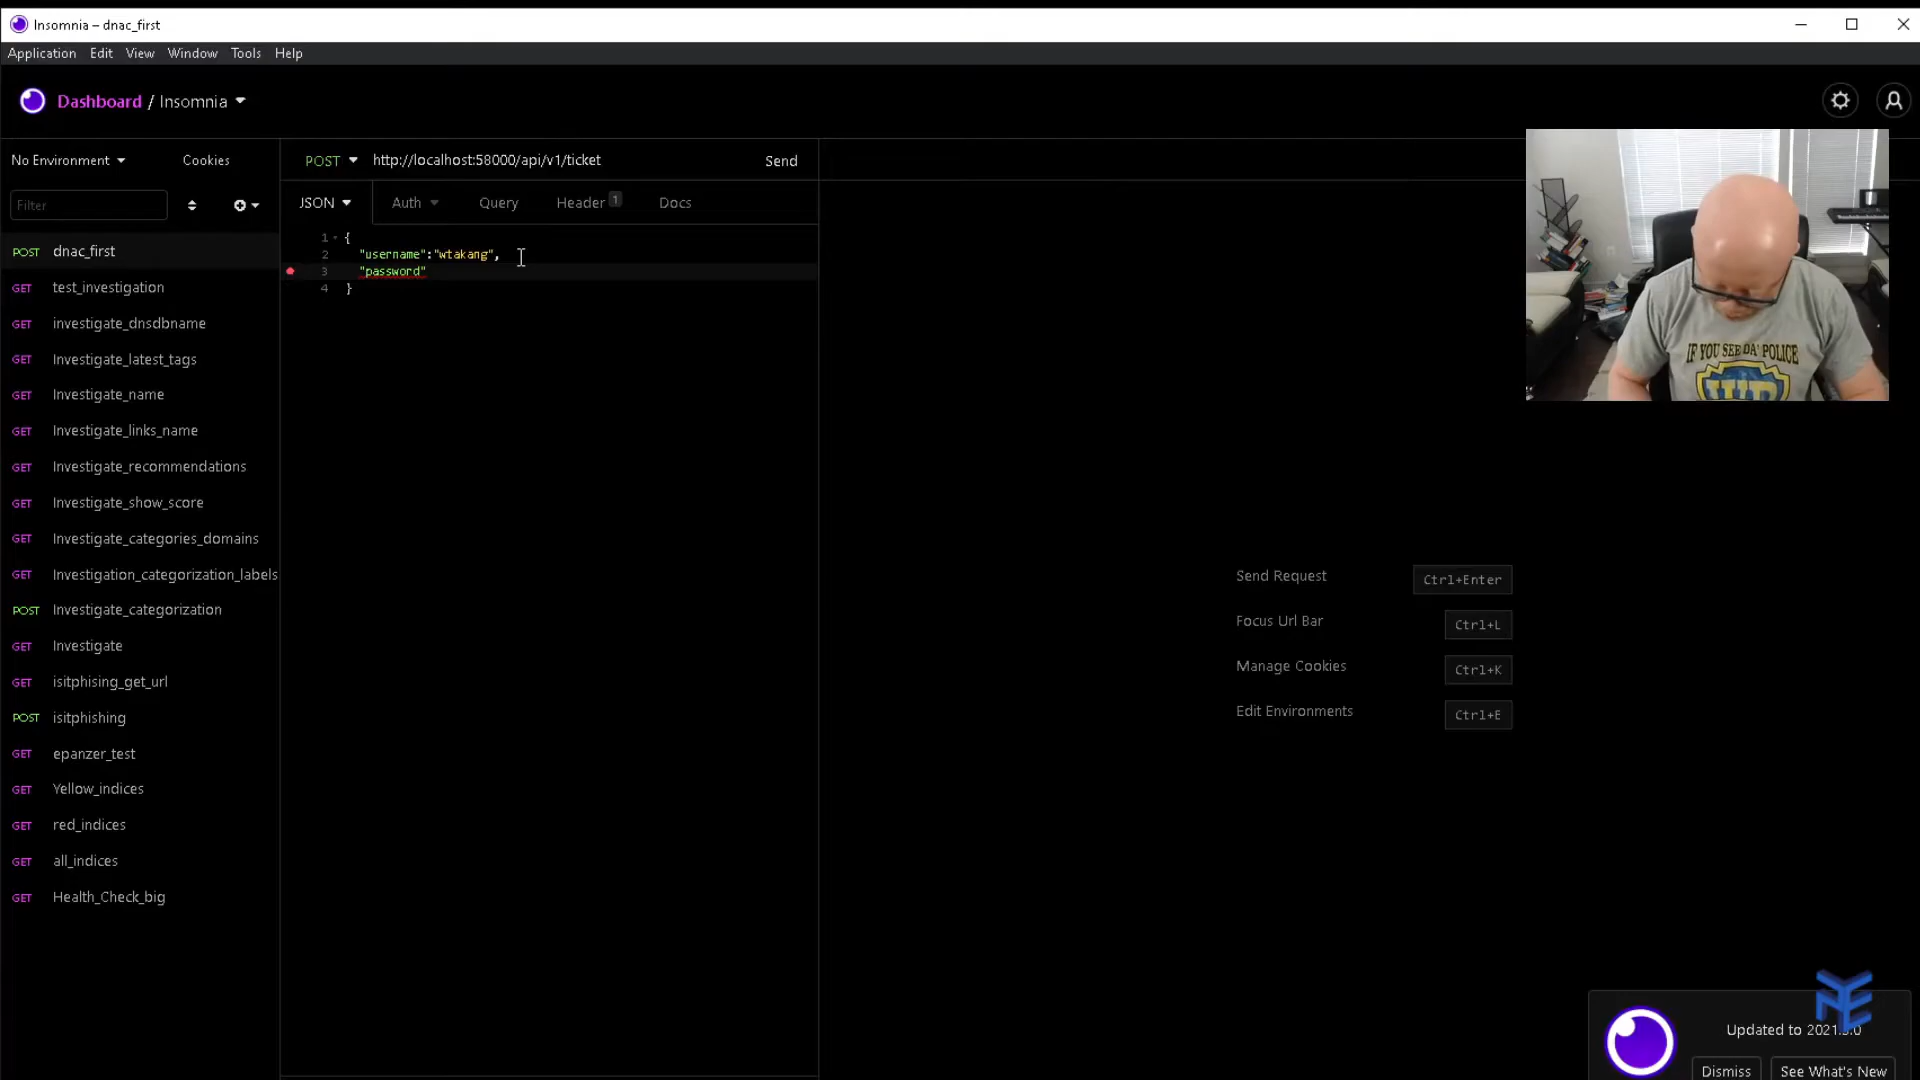 Insomnia – dnac_first
Application Edit View Window Tools Help
Dashboard / Insomnia
No Environment Cookies
POST http://localhost:58000/api/v1/ticket Send
Filter
JSON Auth Query Header 1 Docs
1 {
2 "username":"wtakang",
3 "password"
4 }
POST dnac_first
GET test_investigation
GET investigate_dnsdbname
GET Investigate_latest_tags
GET Investigate_name
GET Investigate_links_name
GET Investigate_recommendations
GET Investigate_show_score
GET Investigate_categories_domains
GET Investigation_categorization_labels
POST Investigate_categorization
GET Investigate
GET isitphising_get_url
POST isitphishing
GET epanzer_test
GET Yellow_indices
GET red_indices
GET all_indices
GET Health_Check_big
IF YOU SEE DA' POLICE
Send Request Ctrl+Enter
Focus Url Bar Ctrl+L
Manage Cookies Ctrl+K
Edit Environments Ctrl+E
Updated to
Dismiss See What's New